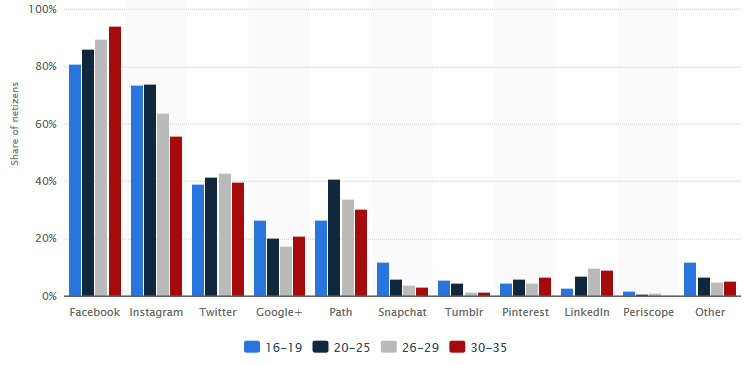 100%
80%
60%
40%
20%
0%
Share of netizens
Facebook Instagram Twitter Google+ Path Snapchat Tumblr Pinterest LinkedIn Periscope Other
16–19 20–25 26–29 30–35